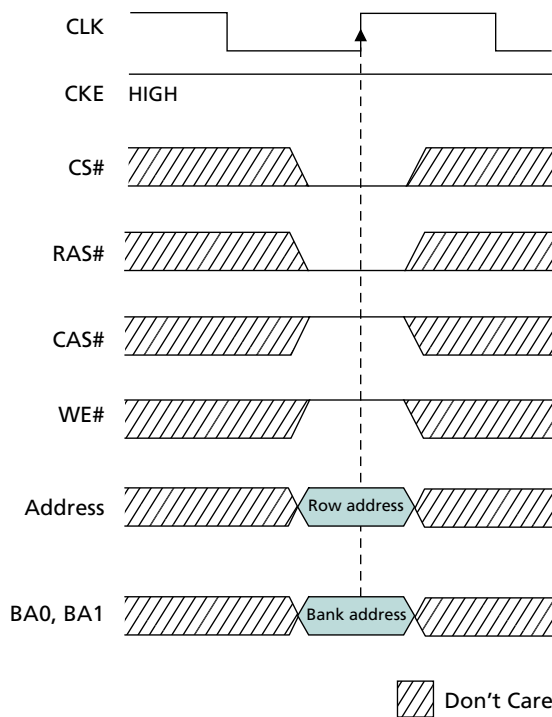 CLK
CKE HIGH
CS#
RAS#
CAS#
WE#
Address Row address
BA0, BA1 Bank address
Don't Care